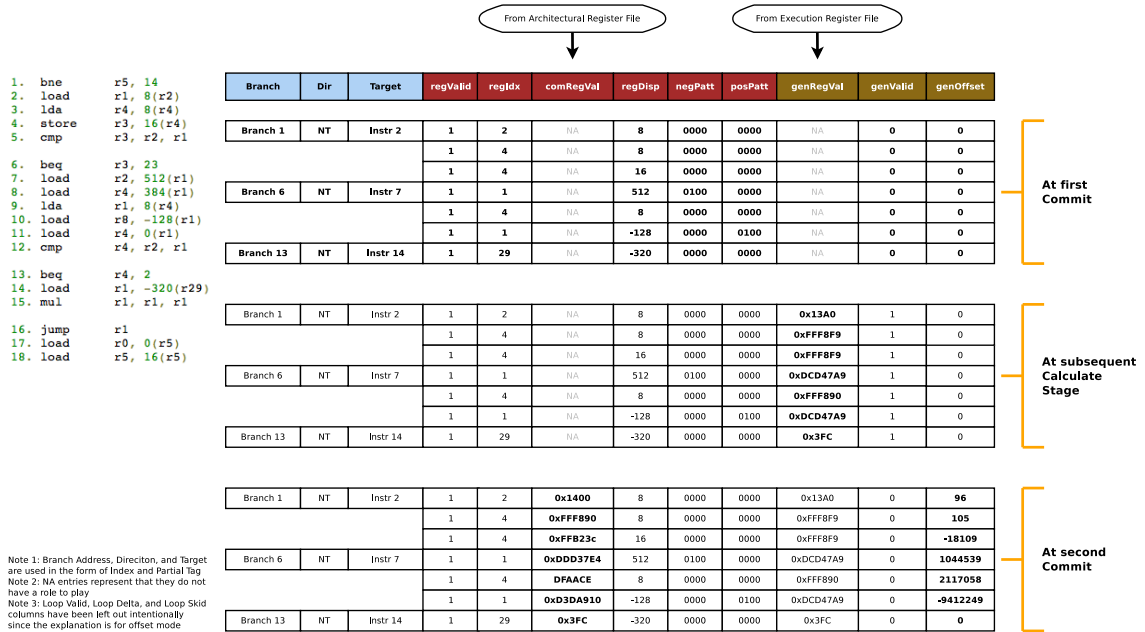 From Architectural Register File
From Execution Register File
1. bne r5, 14
2. load r1, 8(r2)
3. lda r4, 8(r4)
4. store r3, 16(r4)
5. cmp r3, r2, r1
6. beq r3, 23
7. load r2, 512(r1)
8. load r4, 384(r1)
9. lda r1, 8(r4)
10. load r8, -128(r1)
11. load r4, 0(r1)
12. cmp r4, r2, r1
13. beq r4, 2
14. load r1, -320(r29)
15. mul r1, r1, r1
16. jump r1
17. load r0, 0(r5)
18. load r5, 16(r5)
Branch Dir Target regValid regIdx comRegVal regDisp negPatt posPatt genRegVal genValid genOffset
Branch 1 NT Instr 2 1 2 NA 8 0000 0000 NA 0 0
1 4 NA 8 0000 0000 NA 0 0
1 4 NA 16 0000 0000 NA 0 0
Branch 6 NT Instr 7 1 1 NA 512 0100 0000 NA 0 0
1 4 NA 8 0000 0000 NA 0 0
1 1 NA -128 0000 0100 NA 0 0
Branch 13 NT Instr 14 1 29 NA -320 0000 0000 NA 0 0
At first
Commit
Branch 1 NT Instr 2 1 2 NA 8 0000 0000 0x13A0 1 0
1 4 NA 8 0000 0000 0xFFF8F9 1 0
1 4 NA 16 0000 0000 0xFFF8F9 1 0
Branch 6 NT Instr 7 1 1 NA 512 0100 0000 0xDCD47A9 1 0
1 4 NA 8 0000 0000 0xFFF890 1 0
1 1 NA -128 0000 0100 0xDCD47A9 1 0
Branch 13 NT Instr 14 1 29 NA -320 0000 0000 0x3FC 1 0
At subsequent
Calculate
Stage
Branch 1 NT Instr 2 1 2 0x1400 8 0000 0000 0x13A0 0 96
1 4 0xFFF890 8 0000 0000 0xFFF8F9 0 105
1 4 0xFFB23c 16 0000 0000 0xFFF8F9 0 -18109
Branch 6 NT Instr 7 1 1 0xDDD37E4 512 0100 0000 0xDCD47A9 0 1044539
1 4 DFAACE 8 0000 0000 0xFFF890 0 2117058
1 1 0xD3DA910 -128 0000 0100 0xDCD47A9 0 -9412249
Branch 13 NT Instr 14 1 29 0x3FC -320 0000 0000 0x3FC 0 0
At second
Commit
Note 1: Branch Address, Direciton, and Target
are used in the form of Index and Partial Tag
Note 2: NA entries represent that they do not
have a role to play
Note 3: Loop Valid, Loop Delta, and Loop Skid
columns have been left out intentionally
since the explanation is for offset mode